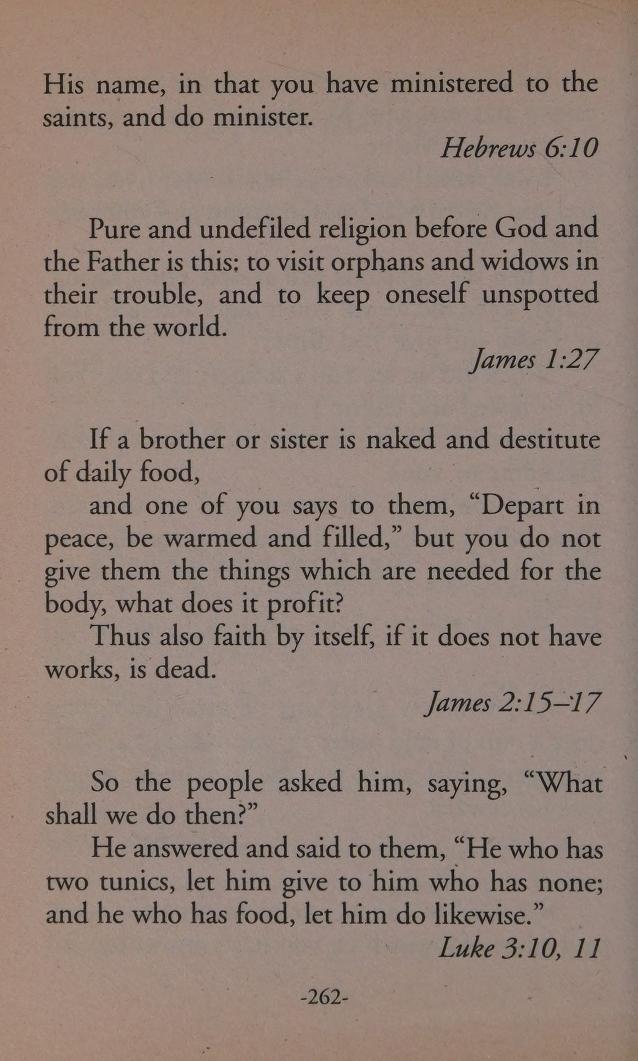 His name, in that you have ministered to the
saints, and do minister.
Hebrews 6:10
Pure and undefiled religion before God and
the Father is this: to visit orphans and widows in
their trouble, and to keep oneself unspotted
from the world.
James 1:27
If a brother or sister is naked and destitute
of daily food,
and one of you says to them, “Depart in
peace, be warmed and filled,” but you do not
give them the things which are needed for the
body, what does it profit?
Thus also faith by itself, if it does not have
works, is dead.
James 2:15–17
So the people asked him, saying, “What
shall we do then?”
He answered and said to them, “He who has
two tunics, let him give to him who has none;
and he who has food, let him do likewise.”
Luke 3:10, 11
-262-